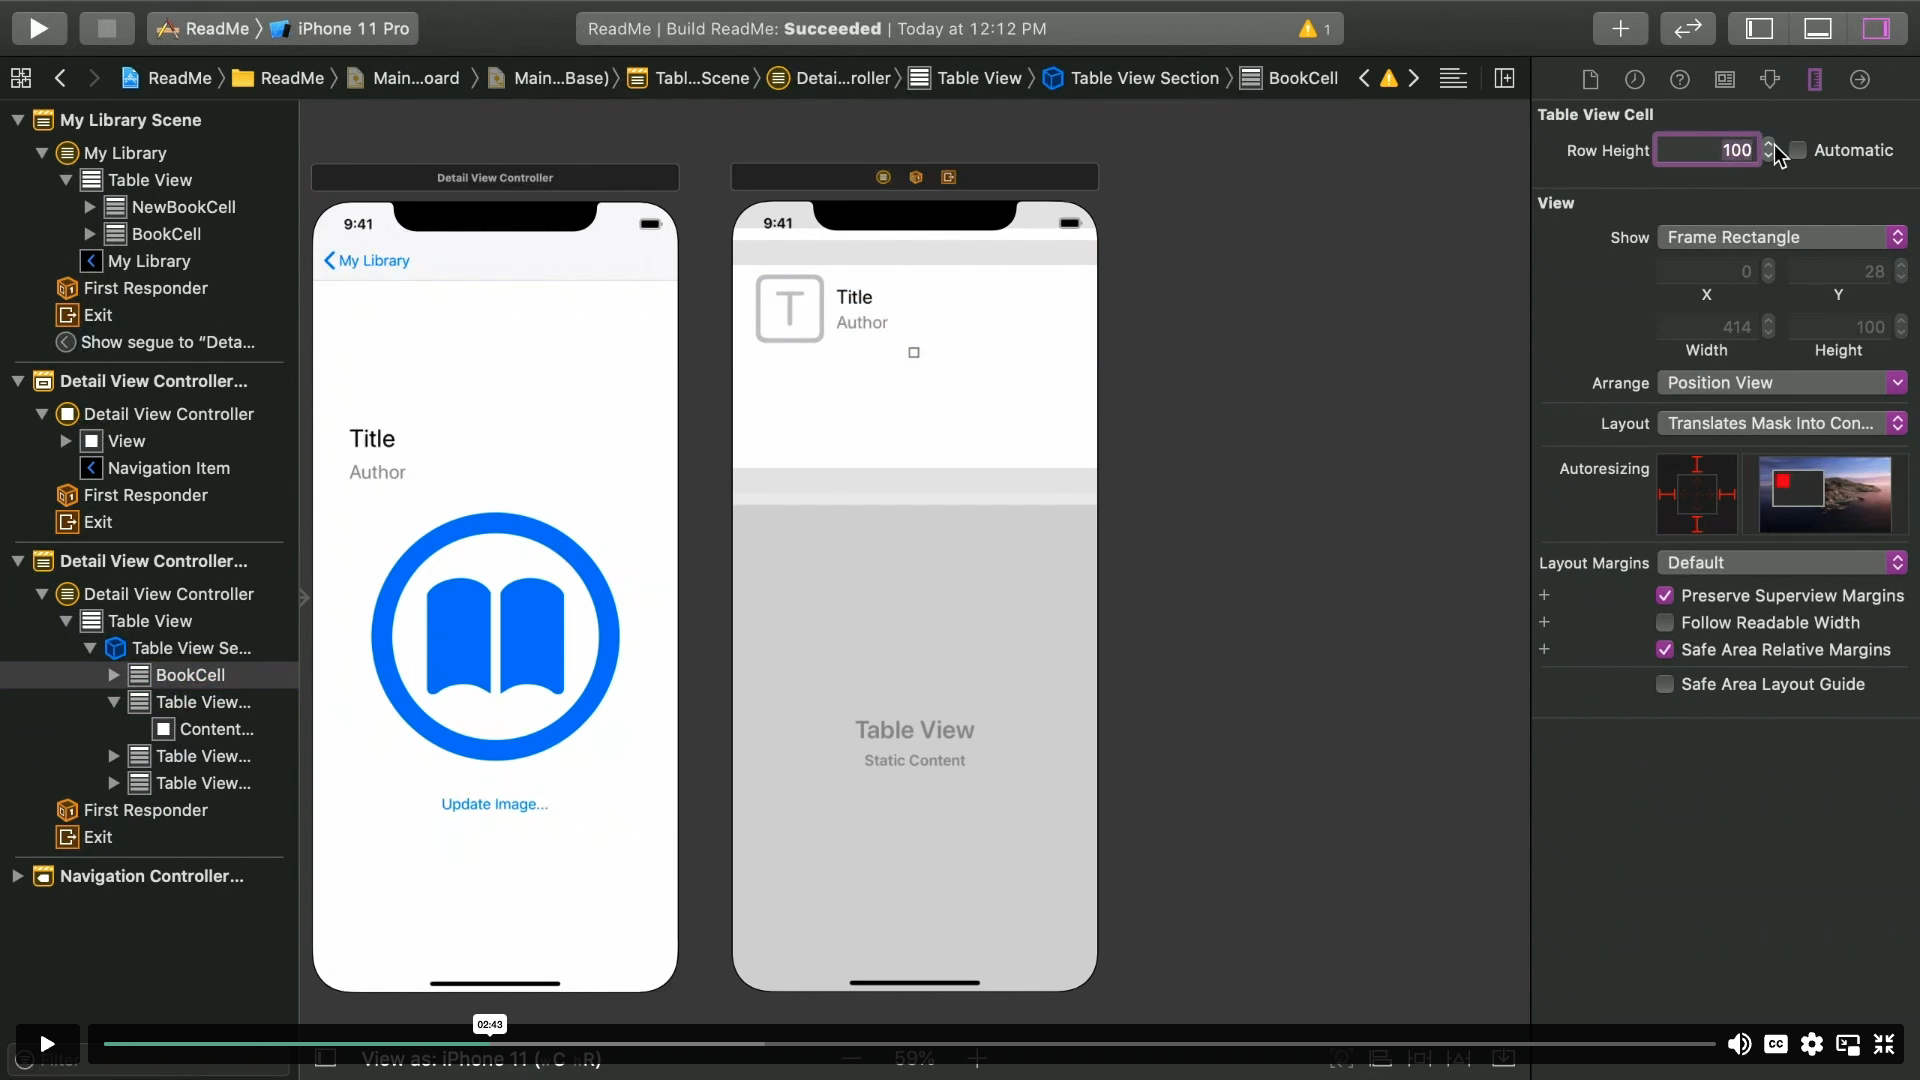 ReadMe iPhone 11 Pro
ReadMe | Build ReadMe: Succeeded | Today at 12:12 PM
1
ReadMe ReadMe Main...oard Main...Base) Tabl...Scene Detai...roller Table View Table View Section BookCell
My Library Scene
My Library
Table View
NewBookCell
BookCell
My Library
First Responder
Exit
Show segue to “Deta...
Detail View Controller...
Detail View Controller
View
Navigation Item
First Responder
Exit
Detail View Controller...
Detail View Controller
Table View
Table View Se...
BookCell
Table View...
Content...
Table View...
Table View...
First Responder
Exit
Navigation Controller...
Filter
Detail View Controller
9:41
My Library
Title
Author
Update Image...
9:41
T
Title
Author
Table View
Static Content
Table View Cell
Row Height 100 Automatic
View
Show Frame Rectangle
0 28
X Y
414 100
Width Height
Arrange Position View
Layout Translates Mask Into Con...
Autoresizing
Layout Margins Default
Preserve Superview Margins
Follow Readable Width
Safe Area Relative Margins
Safe Area Layout Guide
02:43
CC
View as: iPhone 11 (wC hR)
59%